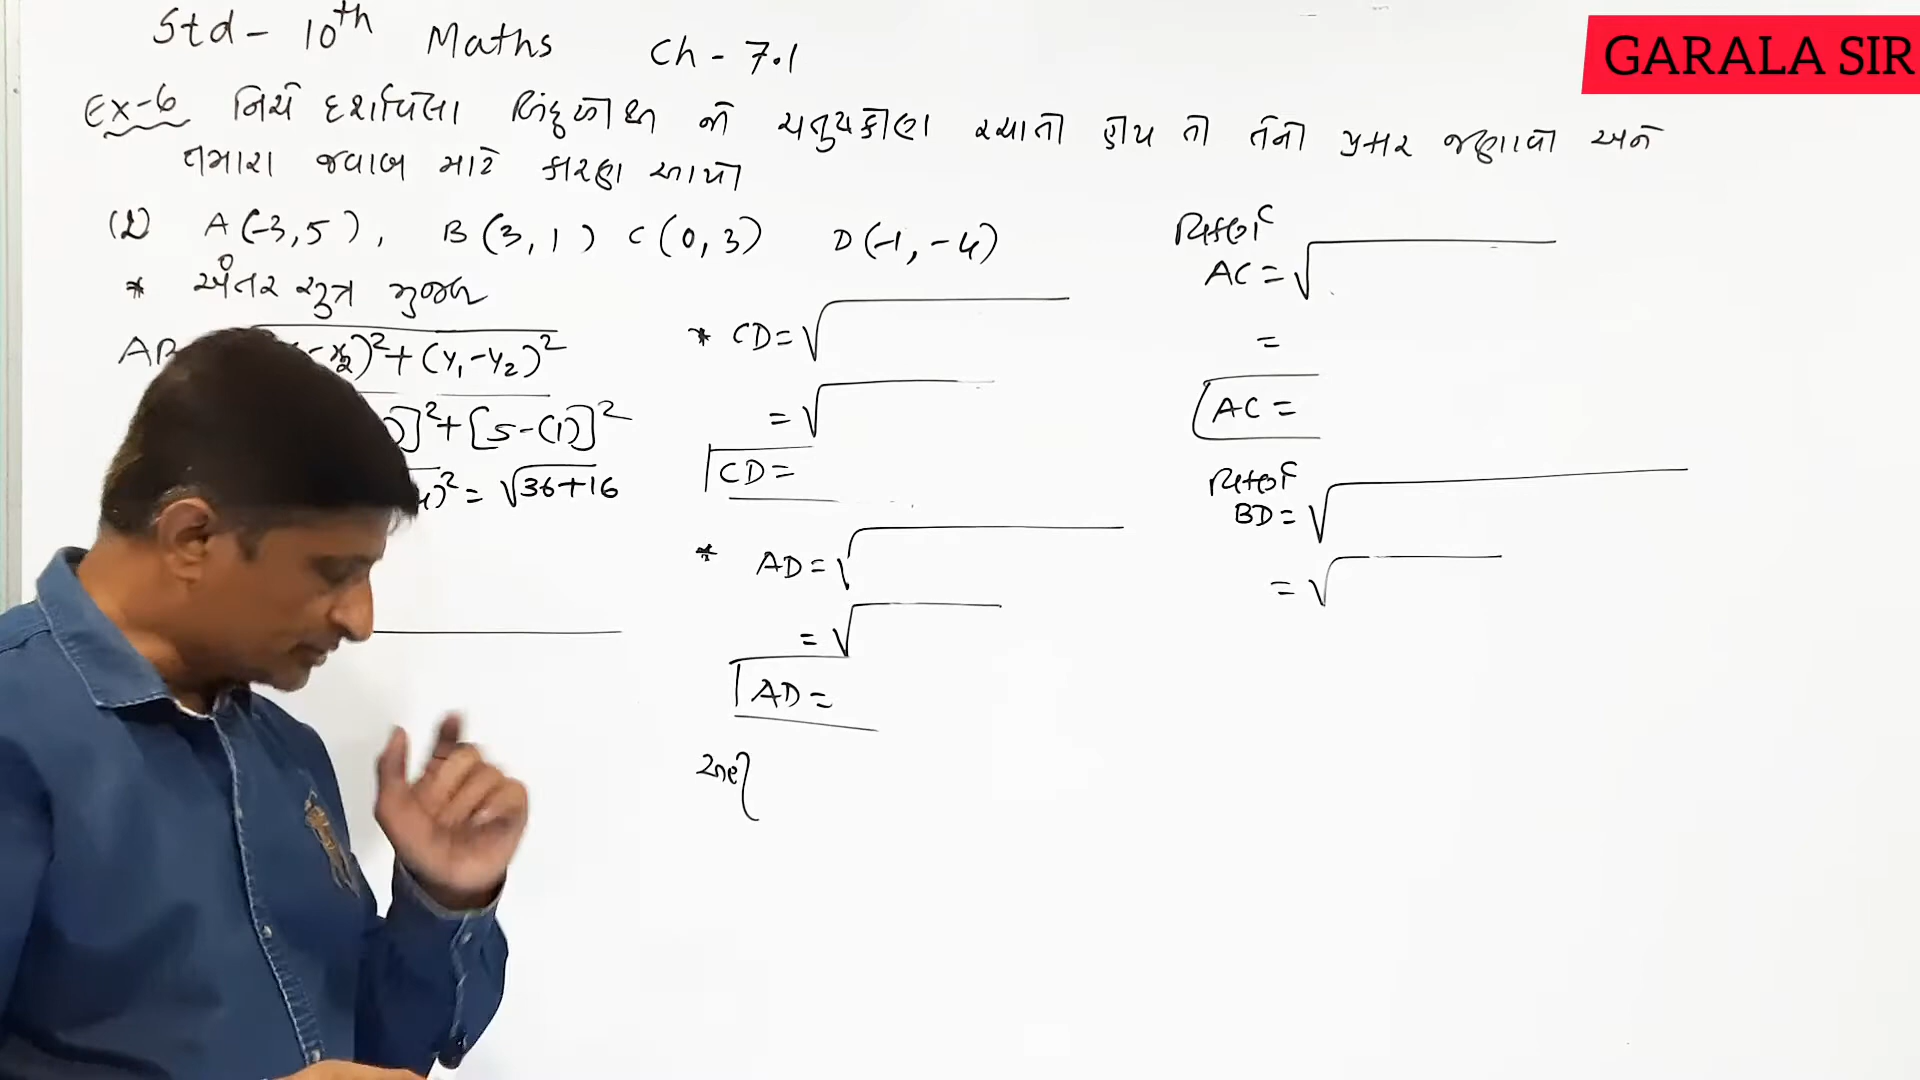 Std - 10th Maths Ch - 7.1
GARALA SIR
Ex-6 નિચે દર્શાવેલા બિંદુઓથી જો ચતુષ્કોણ રચાતો હોય તો તેનો પ્રકાર જણાવો અને
તમારા જવાબ માટે કારણ આપો
A(-3,5), B(3,1) C(0,3) D(-1,-4)
* અંતર સૂત્ર મુજબ
)²+(y₁-y₂)²
]²+[5-(1)]²
)²= √36+16
* CD=√
=√
CD=
* AD=√
=√
AD=
અહી
વિકર્ણ
AC=√
=
AC=
વિકર્ણ
BD=√
=√